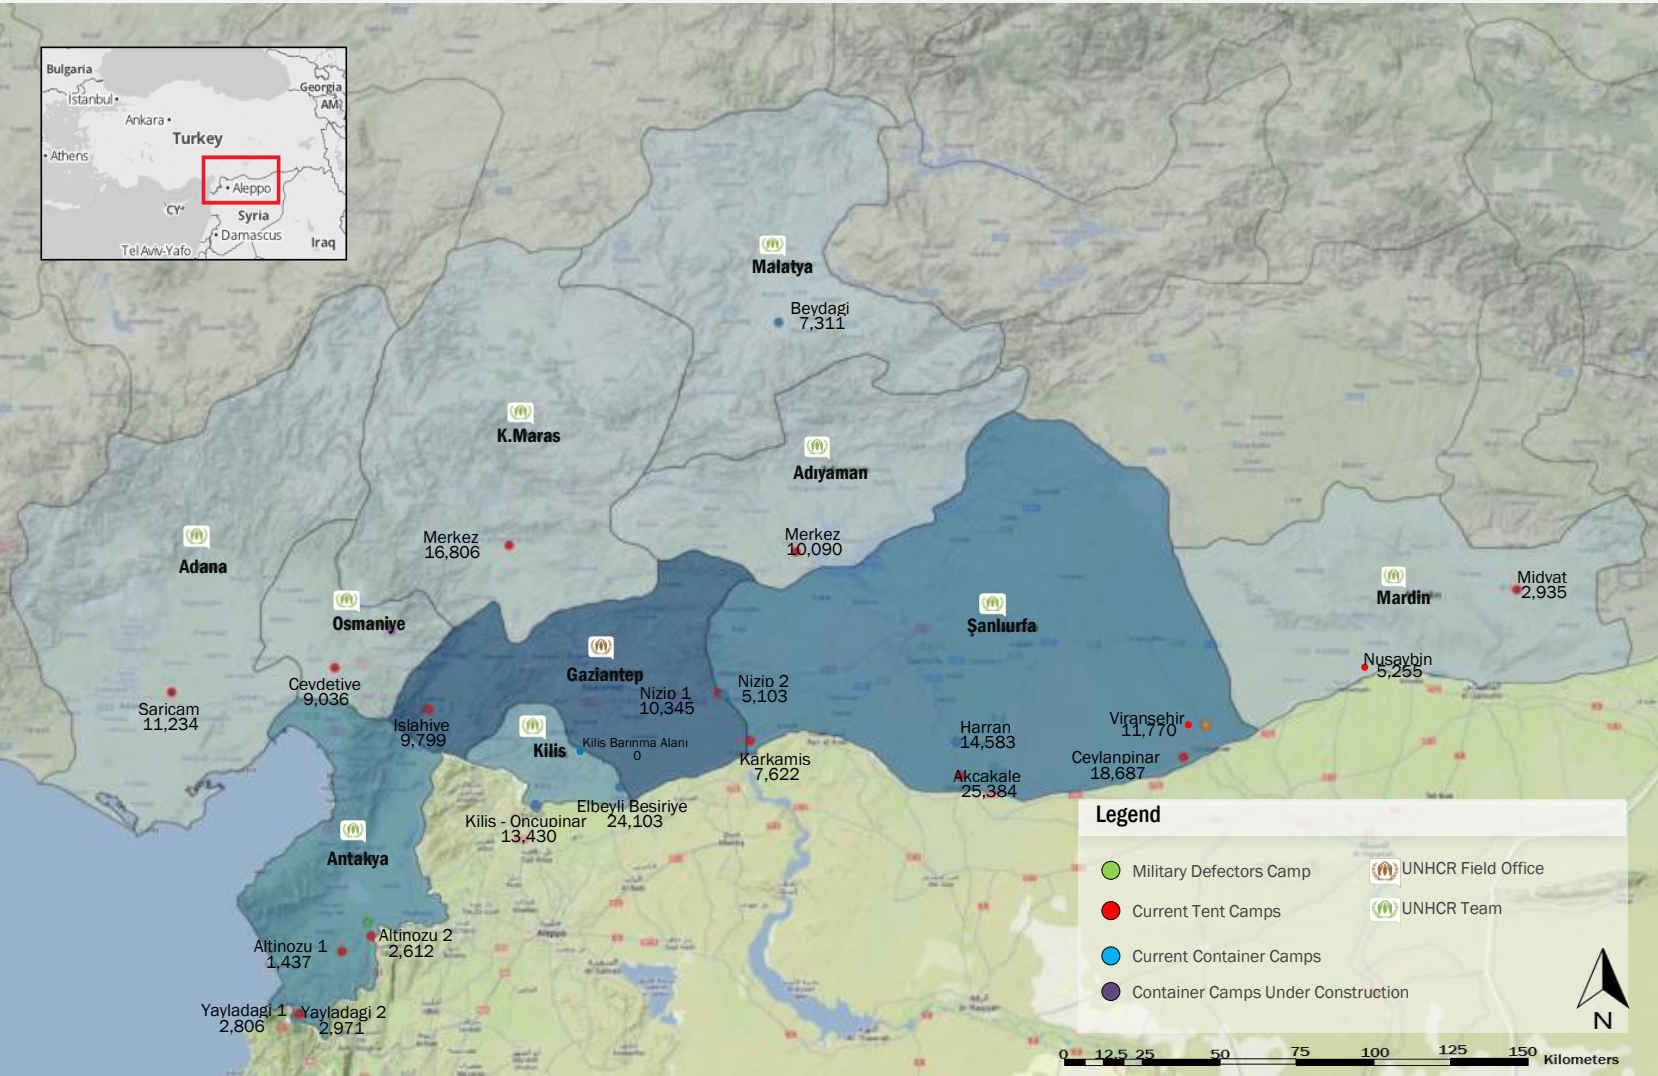 Bulgaria
Georgia
Istanbul
AM
Ankara
Turkey
Athens
Aleppo
CY
Syria
Damascus
Tel Aviv-Yafo
Iraq
Malatya
Beydagi
7,311
K.Maras
Adıyaman
Merkez
16,806
Merkez
10,090
Adana
Osmaniye
Şanlıurfa
Mardin
Midyat
2,935
Nusaybin
5,255
Gaziantep
Cevdetiye
9,036
Saricam
11,234
Nizip 1
10,345
Nizip 2
5,103
Islahiye
9,799
Kilis
Kilis Barınma Alanı
0
Harran
14,583
Viranşehir
11,770
Karkamis
7,622
Ceylanpinar
18,687
Akcakale
25,384
Elbeyli Besiriye
24,103
Kilis - Oncupinar
13,430
Antakya
Altinozu 1
1,437
Altinozu 2
2,612
Yayladagi 1
2,806
Yayladagi 2
2,971
Legend
Military Defectors Camp
Current Tent Camps
Current Container Camps
Container Camps Under Construction
UNHCR Field Office
UNHCR Team
N
0 12,5 25 50 75 100 125 150 Kilometers